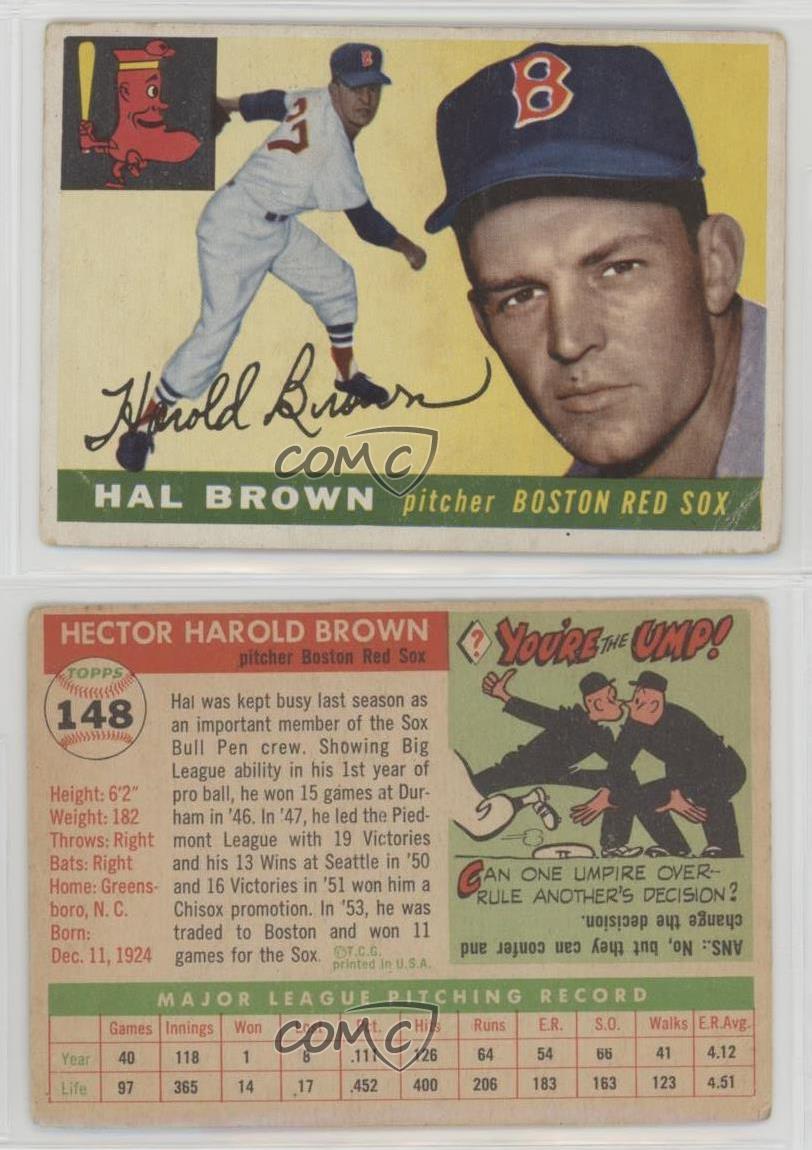 B
B
17
Harold Brown
COMC
HAL BROWN pitcher BOSTON RED SOX
HECTOR HAROLD BROWN
pitcher Boston Red Sox
TOPPS
148
Height: 6'2"
Weight: 182
Throws: Right
Bats: Right
Home: Greens-
boro, N. C.
Born:
Dec. 11, 1924
Hal was kept busy last season as
an important member of the Sox
Bull Pen crew. Showing Big
League ability in his 1st year of
pro ball, he won 15 games at Dur-
ham in '46. In '47, he led the Pied-
mont League with 19 Victories
and his 13 Wins at Seattle in '50
and 16 Victories in '51 won him a
Chisox promotion. In '53, he was
traded to Boston and won 11
games for the Sox.
©T.C.G.
printed in U.S.A.
?
YOU'RE THE UMP!
CAN ONE UMPIRE OVER-
RULE ANOTHER'S DECISION?
ANS.: No, but they can confer and
change the decision.
MAJOR LEAGUE PITCHING RECORD
COMC
Games Innings Won Lost Pct. Hits Runs E.R. S.O. Walks E.R.Avg.
Year 40 118 1 8 .111 126 64 54 66 41 4.12
Life 97 365 14 .17 .452 400 206 183 163 123 4.51